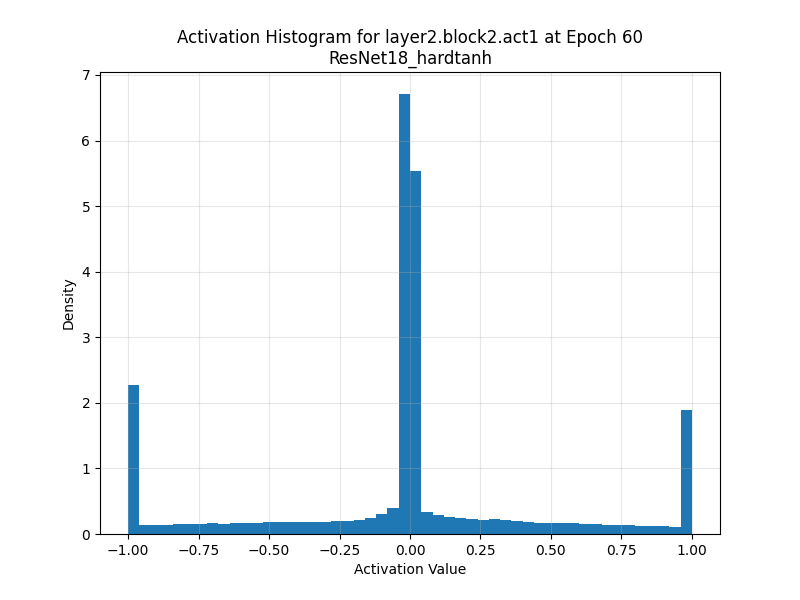 Activation Histogram for layer2.block2.act1 at Epoch 60
ResNet18_hardtanh
Density
7
6
5
4
3
2
1
0
−1.00 −0.75 −0.50 −0.25 0.00 0.25 0.50 0.75 1.00
Activation Value